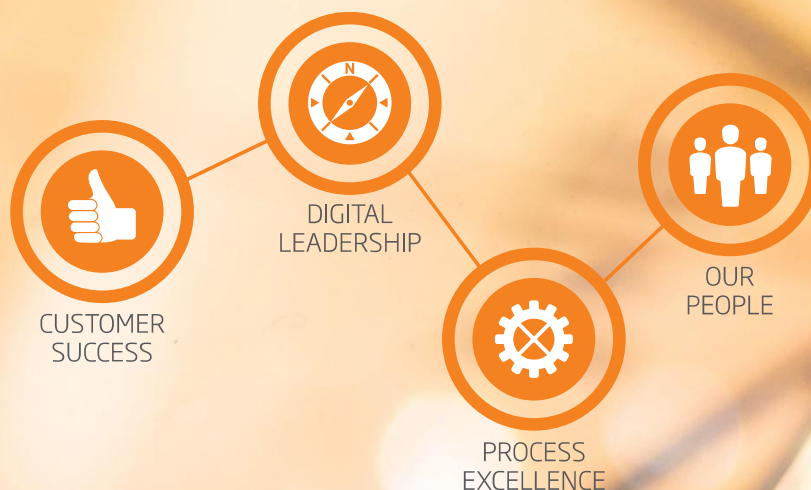 CUSTOMER
SUCCESS
N
DIGITAL
LEADERSHIP
PROCESS
EXCELLENCE
OUR
PEOPLE